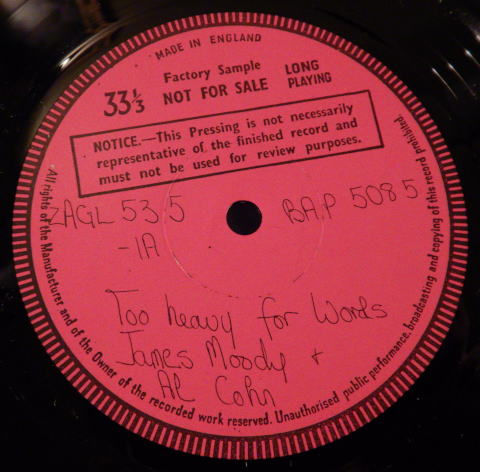 MADE IN ENGLAND
33⅓
Factory Sample
NOT FOR SALE
LONG
PLAYING
NOTICE.—This Pressing is not necessarily
representative of the finished record and
must not be used for review purposes.
ZAGL 535
-1A
BAP 5085
Too heavy for Words
James Moody +
Al Cohn
All rights of the Manufacturer and of the Owner of the recorded work reserved. Unauthorised public performance, broadcasting and copying of this record prohibited.